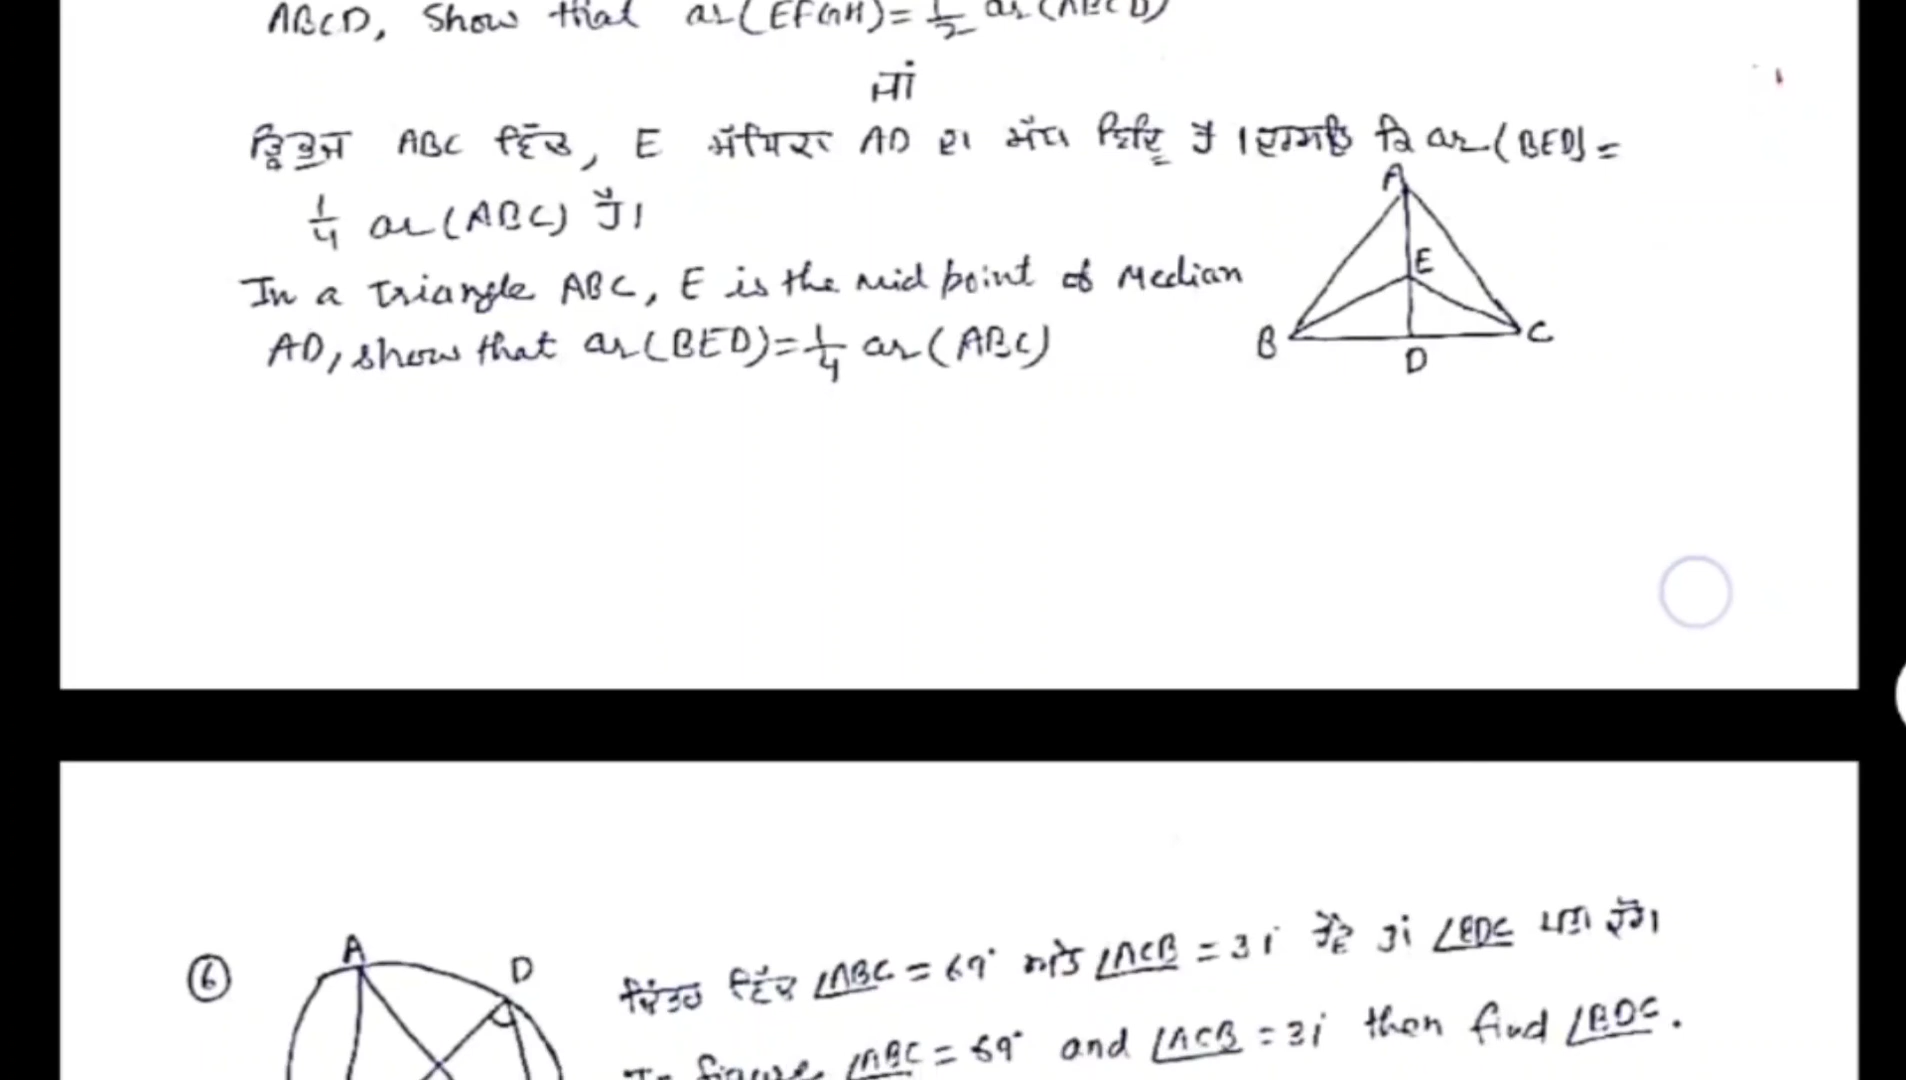 ABCD, Show that ar(EFGH)=1/2 ar(ABCD)
ਜਾਂ
ਤ੍ਰਿਭੁਜ ABC ਵਿੱਚ, E ਮੱਧਿਕਾ AD ਦਾ ਮੱਧ ਬਿੰਦੂ ਹੈ। ਦਰਸਾਓ ਕਿ ar(BED)=
1/4 ar(ABC) ਹੈ।
A
E
In a triangle ABC, E is the mid point of Median
AD, show that ar(BED)=1/4 ar(ABC)
B
C
D
6
A
D
ਚਿੱਤਰ ਵਿੱਚ ∠ABC = 69° ਅਤੇ ∠ACB = 31 ਹੋਵੇ ਤਾਂ ∠BDC ਪਤਾ ਕਰੋ।
In figure ∠ABC = 69° and ∠ACB = 31 then find ∠BDC.